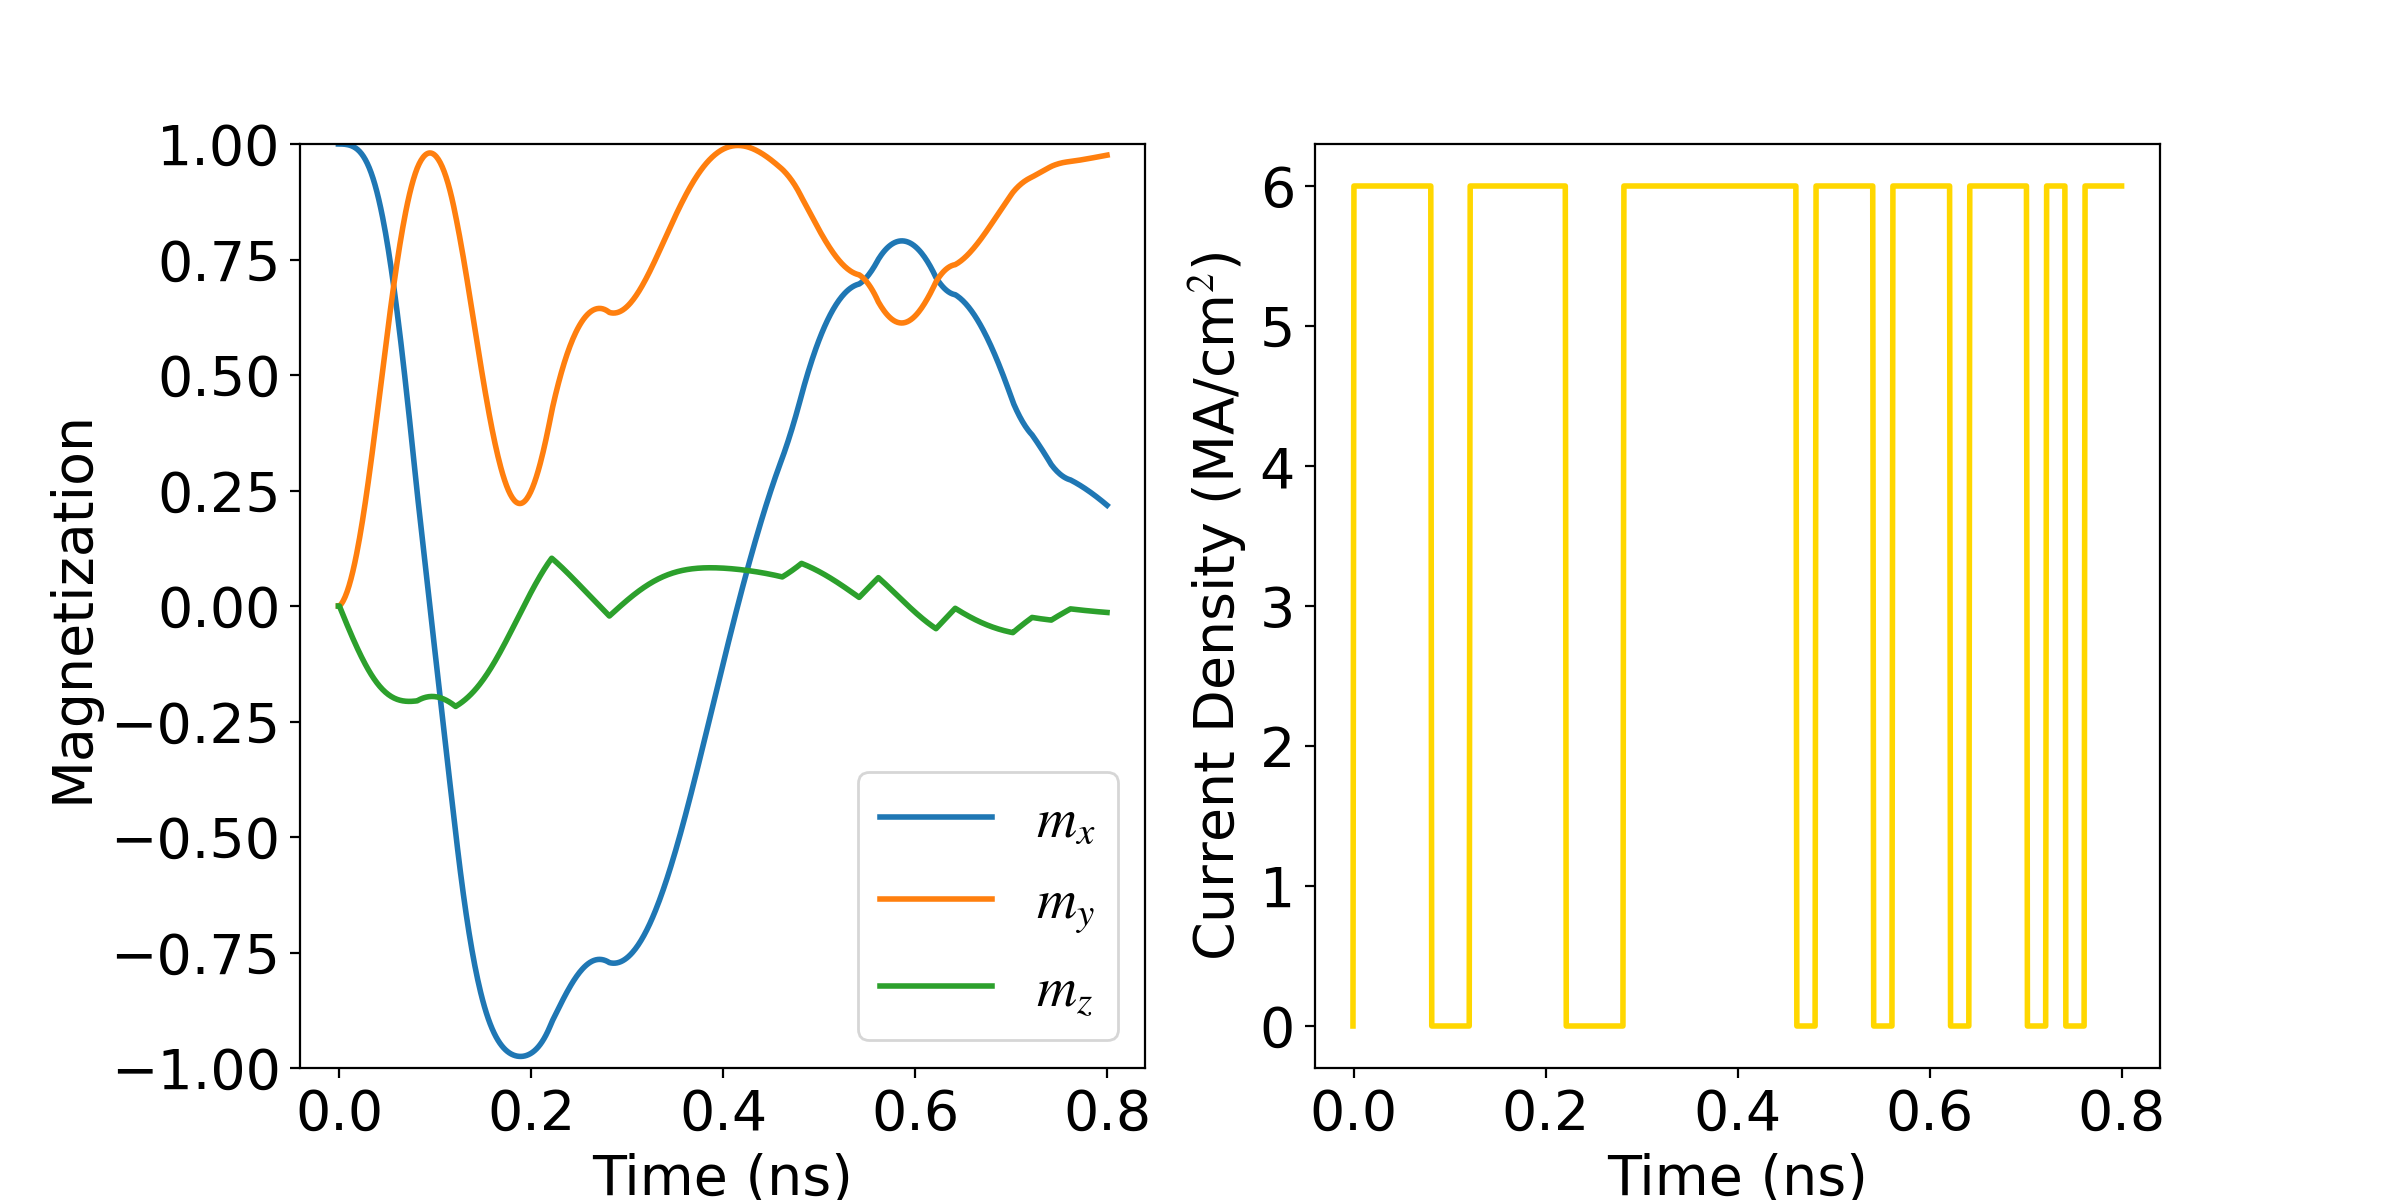 Magnetization
1.00
0.75
0.50
0.25
0.00
−0.25
−0.50
−0.75
−1.00
0.0 0.2 0.4 0.6 0.8
Time (ns)
m_x
m_y
m_z
Current Density (MA/cm²)
6
5
4
3
2
1
0
0.0 0.2 0.4 0.6 0.8
Time (ns)